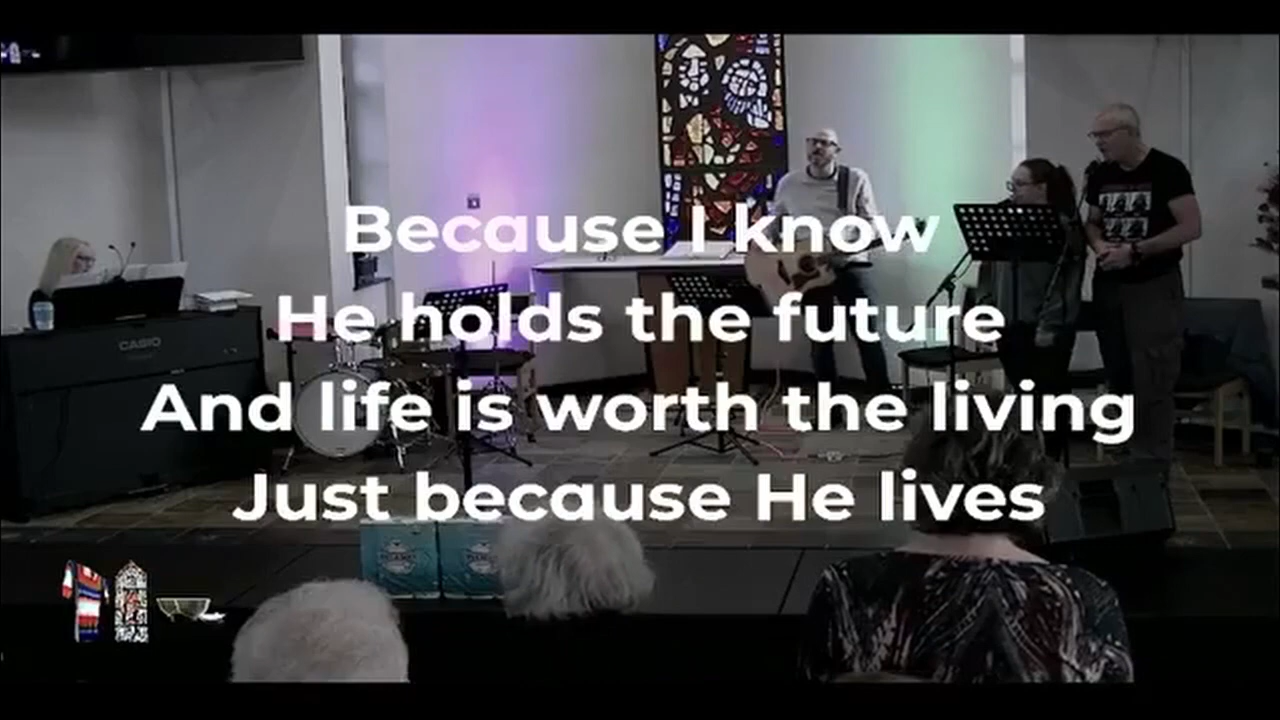 Because I know
He holds the future
And life is worth the living
Just because He lives
CASIO